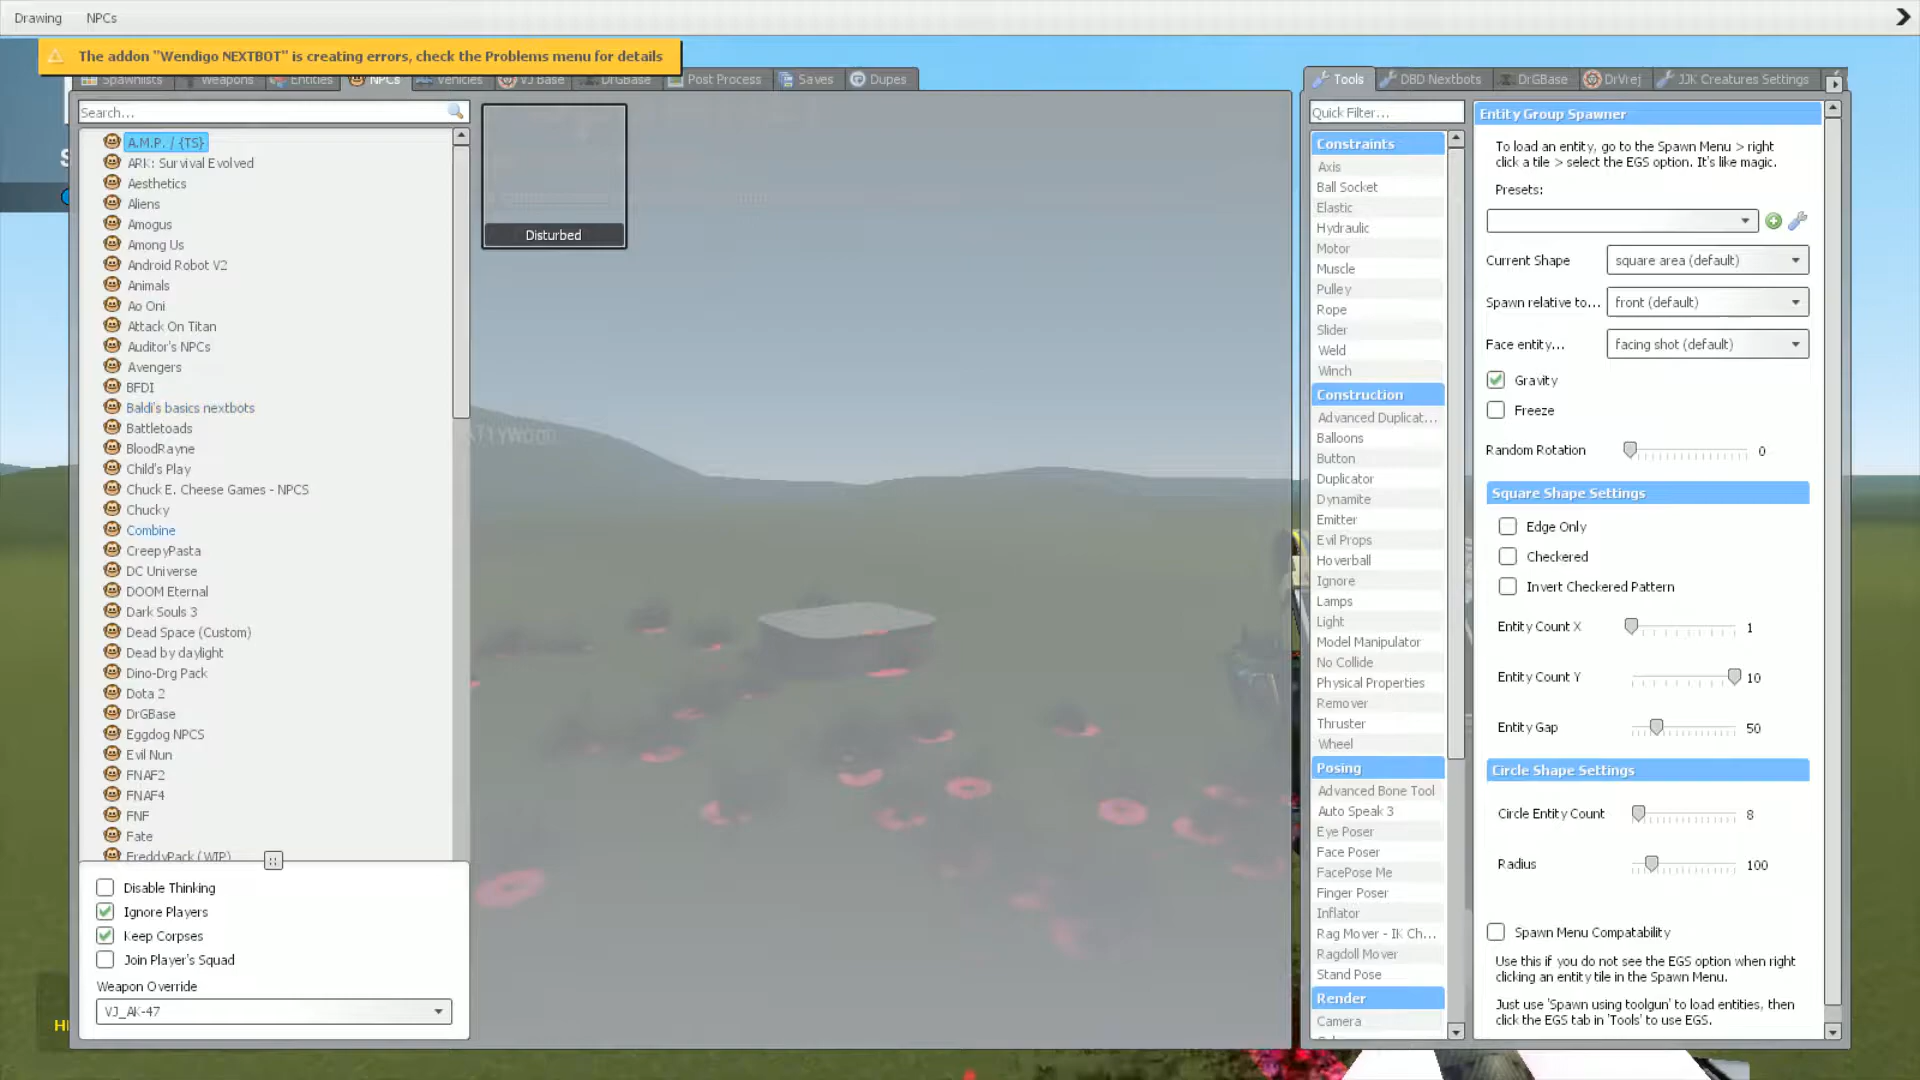 Drawing NPCs
The addon "Wendigo NEXTBOT" is creating errors, check the Problems menu for details
Spawnlists Weapons Entities NPCs Vehicles VJ Base DrGBase Post Process Saves Dupes
Search...
A.M.P. / {TS}
ARK: Survival Evolved
Aesthetics
Aliens
Amogus
Among Us
Android Robot V2
Animals
Ao Oni
Attack On Titan
Auditor's NPCs
Avengers
BFDI
Baldi's basics nextbots
Battletoads
BloodRayne
Child's Play
Chuck E. Cheese Games - NPCS
Chucky
Combine
CreepyPasta
DC Universe
DOOM Eternal
Dark Souls 3
Dead Space (Custom)
Dead by daylight
Dino-Drg Pack
Dota 2
DrGBase
Eggdog NPCS
Evil Nun
FNAF2
FNAF4
FNF
Fate
FreddyPack (WIP)
Disable Thinking
Ignore Players
Keep Corpses
Join Player's Squad
Weapon Override
VJ_AK-47
Disturbed
Tools DBD Nextbots DrGBase DrVrej JJK Creatures Settings
Quick Filter...
Constraints
Axis
Ball Socket
Elastic
Hydraulic
Motor
Muscle
Pulley
Rope
Slider
Weld
Winch
Construction
Advanced Duplicat...
Balloons
Button
Duplicator
Dynamite
Emitter
Evil Props
Hoverball
Ignore
Lamps
Light
Model Manipulator
No Collide
Physical Properties
Remover
Thruster
Wheel
Posing
Advanced Bone Tool
Auto Speak 3
Eye Poser
Face Poser
FacePose Me
Finger Poser
Inflator
Rag Mover - IK Ch...
Ragdoll Mover
Stand Pose
Render
Camera
Entity Group Spawner
To load an entity, go to the Spawn Menu > right
click a tile > select the EGS option. It's like magic.
Presets:
Current Shape square area (default)
Spawn relative to... front (default)
Face entity... facing shot (default)
Gravity
Freeze
Random Rotation 0
Square Shape Settings
Edge Only
Checkered
Invert Checkered Pattern
Entity Count X 1
Entity Count Y 10
Entity Gap 50
Circle Shape Settings
Circle Entity Count 8
Radius 100
Spawn Menu Compatability
Use this if you do not see the EGS option when right
clicking an entity tile in the Spawn Menu.
Just use 'Spawn using toolgun' to load entities, then
click the EGS tab in 'Tools' to use EGS.